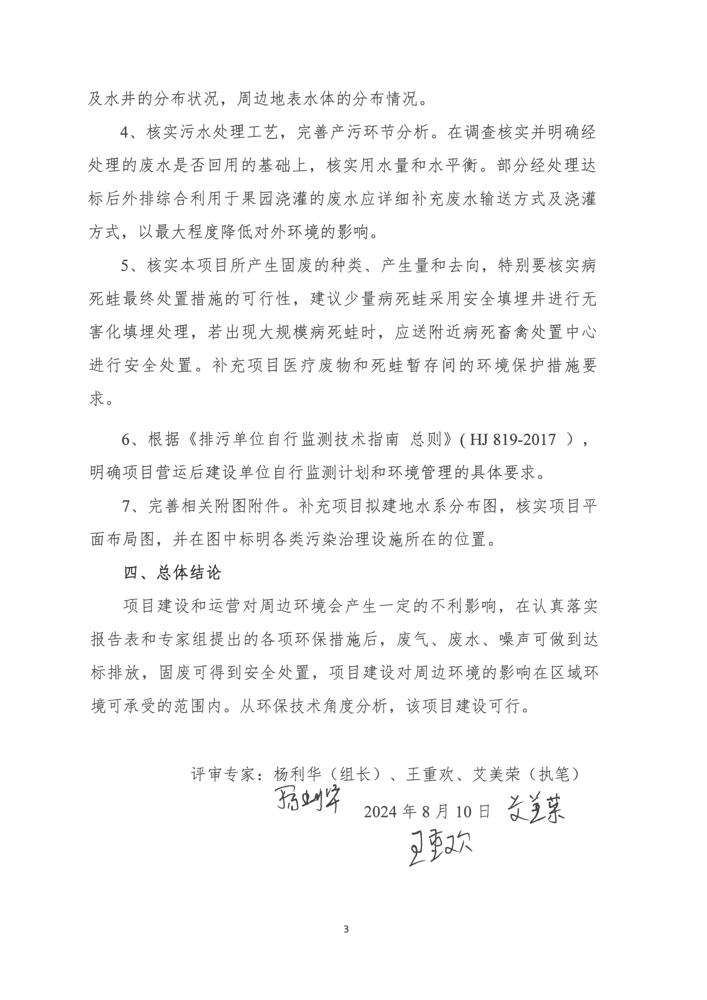 及水井的分布状况，周边地表水体的分布情况。
4、核实污水处理工艺，完善产污环节分析。在调查核实并明确经
处理的废水是否回用的基础上，核实用水量和水平衡。部分经处理达
标后外排综合利用于果园浇灌的废水应详细补充废水输送方式及浇灌
方式，以最大程度降低对外环境的影响。
5、核实本项目所产生固废的种类、产生量和去向，特别要核实病
死蛙最终处置措施的可行性，建议少量病死蛙采用安全填埋井进行无
害化填埋处理，若出现大规模病死蛙时，应送附近病死畜禽处置中心
进行安全处置。补充项目医疗废物和死蛙暂存间的环境保护措施要
求。
6、根据《排污单位自行监测技术指南 总则》( HJ 819-2017 ），
明确项目营运后建设单位自行监测计划和环境管理的具体要求。
7、完善相关附图附件。补充项目拟建地水系分布图，核实项目平
面布局图，并在图中标明各类污染治理设施所在的位置。
四、总体结论
项目建设和运营对周边环境会产生一定的不利影响，在认真落实
报告表和专家组提出的各项环保措施后，废气、废水、噪声可做到达
标排放，固废可得到安全处置，项目建设对周边环境的影响在区域环
境可承受的范围内。从环保技术角度分析，该项目建设可行。
评审专家：杨利华（组长）、王重欢、艾美荣（执笔）
杨利华
2024 年 8 月 10 日 艾美荣
王重欢
3